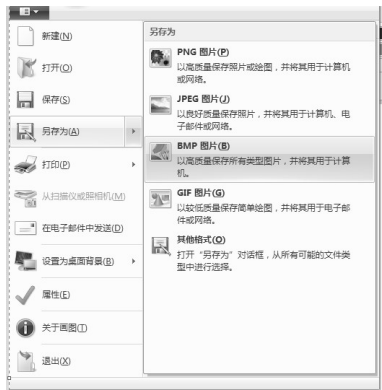 新建(N)
打开(O)
保存(S)
另存为(A)
打印(P)
从扫描仪或照相机(M)
在电子邮件中发送(D)
设置为桌面背景(B)
属性(E)
关于画图(T)
退出(X)
另存为
PNG 图片(P)
以高质量保存照片或绘图，并将其用于计算机
或网络。
JPEG 图片(J)
以良好质量保存照片，并将其用于计算机、电
子邮件或网络。
BMP 图片(B)
以高质量保存所有类型图片，并将其用于计算
机。
GIF 图片(G)
以较低质量保存简单绘图，并将其用于电子邮
件或网络。
其他格式(O)
打开“另存为”对话框，从所有可能的文件类
型中进行选择。